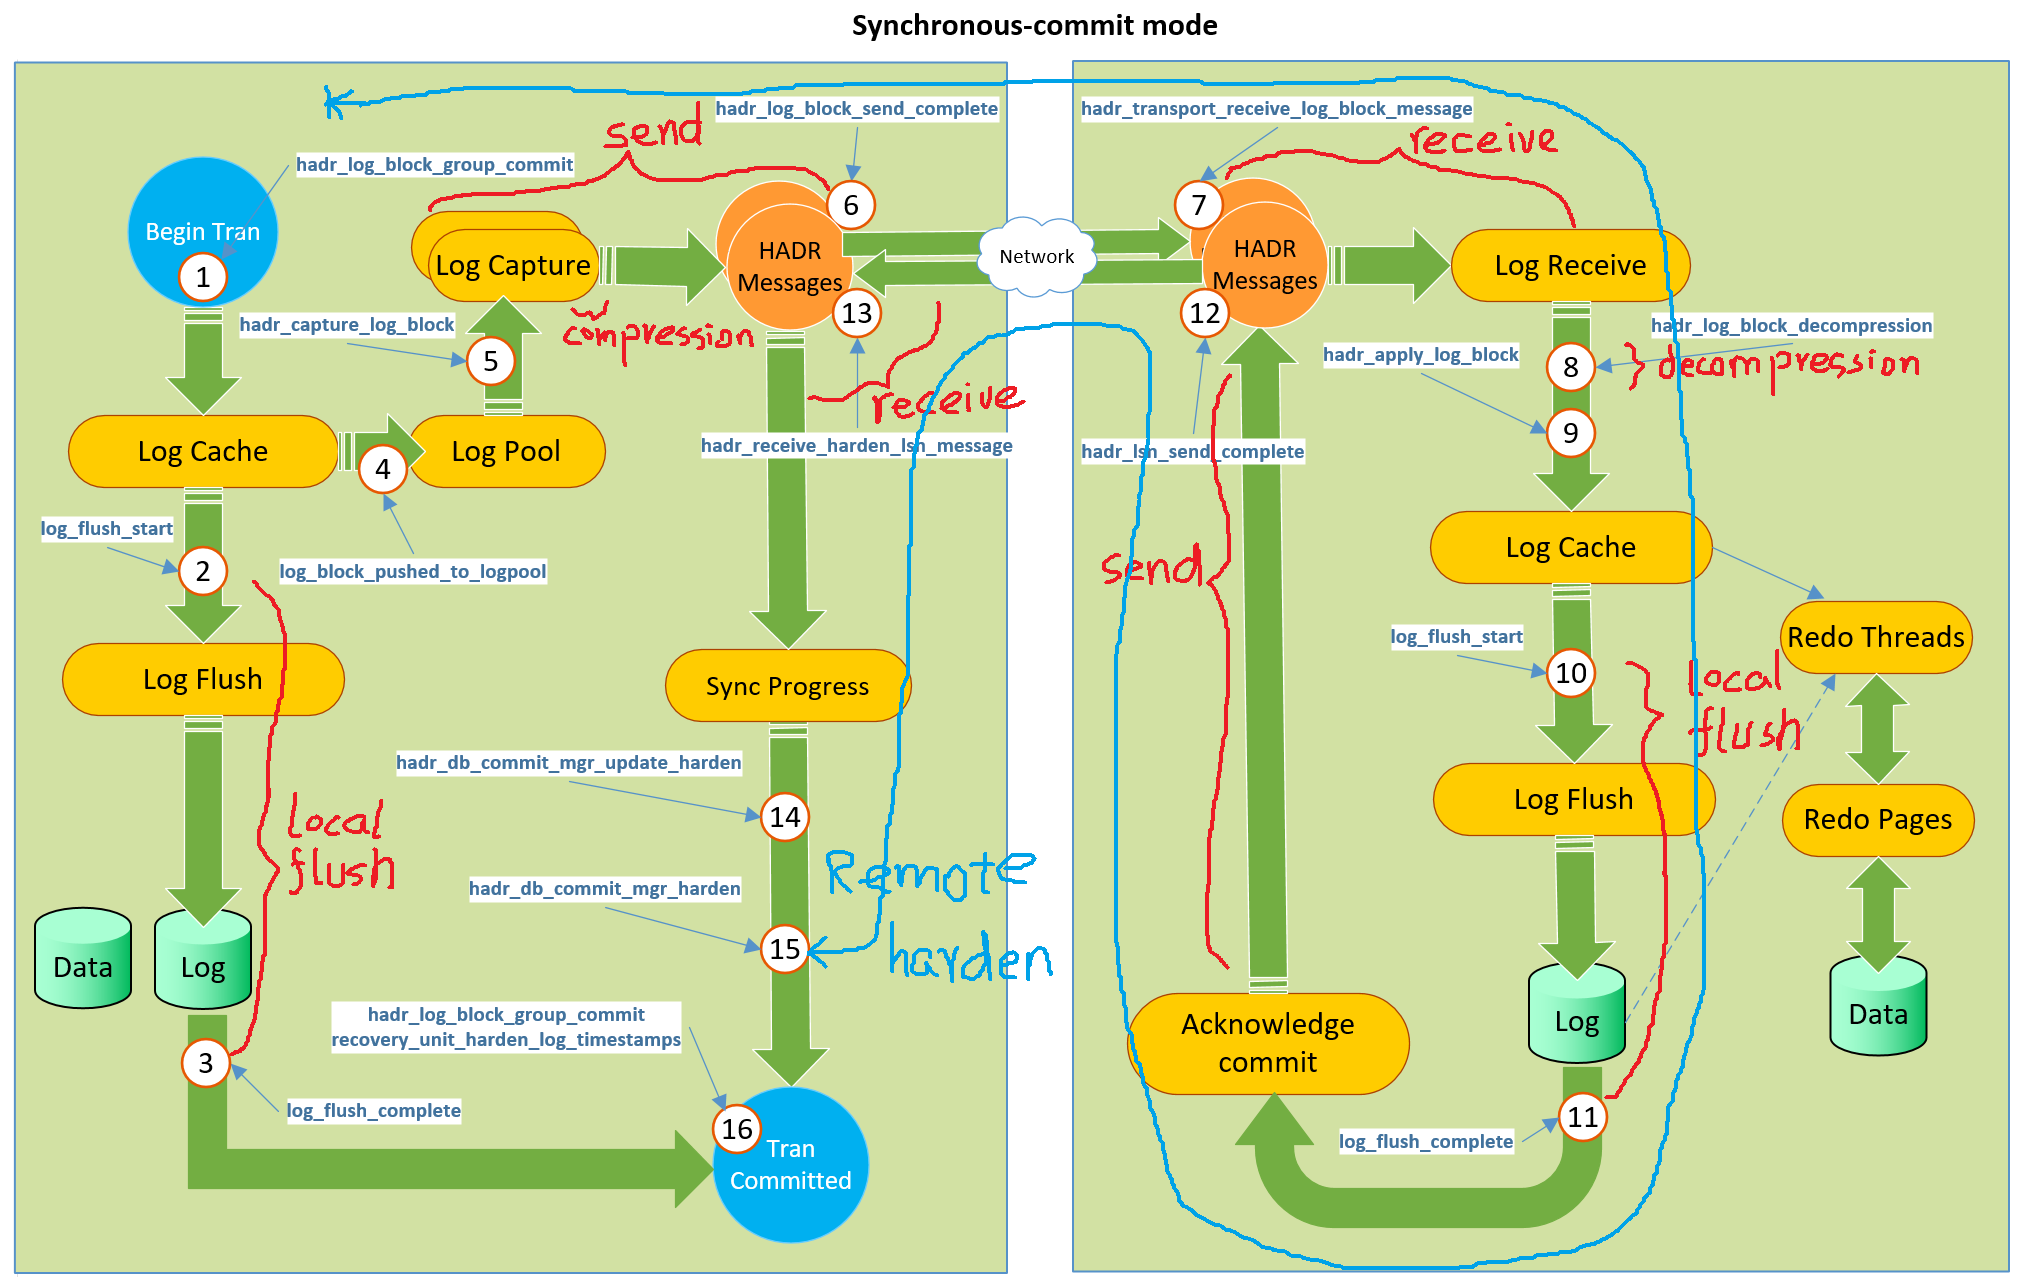 Synchronous-commit mode
hadr_log_block_send_complete
send
hadr_log_block_group_commit
Begin Tran
1
6
Log Capture
HADR
Messages
Network
compression
13
hadr_capture_log_block
5
receive
Log Cache
4
Log Pool
hadr_receive_harden_lsn_message
log_flush_start
2
log_block_pushed_to_logpool
Log Flush
Sync Progress
hadr_db_commit_mgr_update_harden
14
local
flush
Remote
harden
hadr_db_commit_mgr_harden
15
Data
Log
hadr_log_block_group_commit
recovery_unit_harden_log_timestamps
3
log_flush_complete
16
Tran
Committed
hadr_transport_receive_log_block_message
receive
7
HADR
Messages
Log Receive
12
hadr_log_block_decompression
hadr_apply_log_block
8
decompression
9
hadr_lsn_send_complete
Log Cache
send
Redo Threads
log_flush_start
10
local
flush
Log Flush
Redo Pages
Acknowledge
commit
Log
Data
11
log_flush_complete